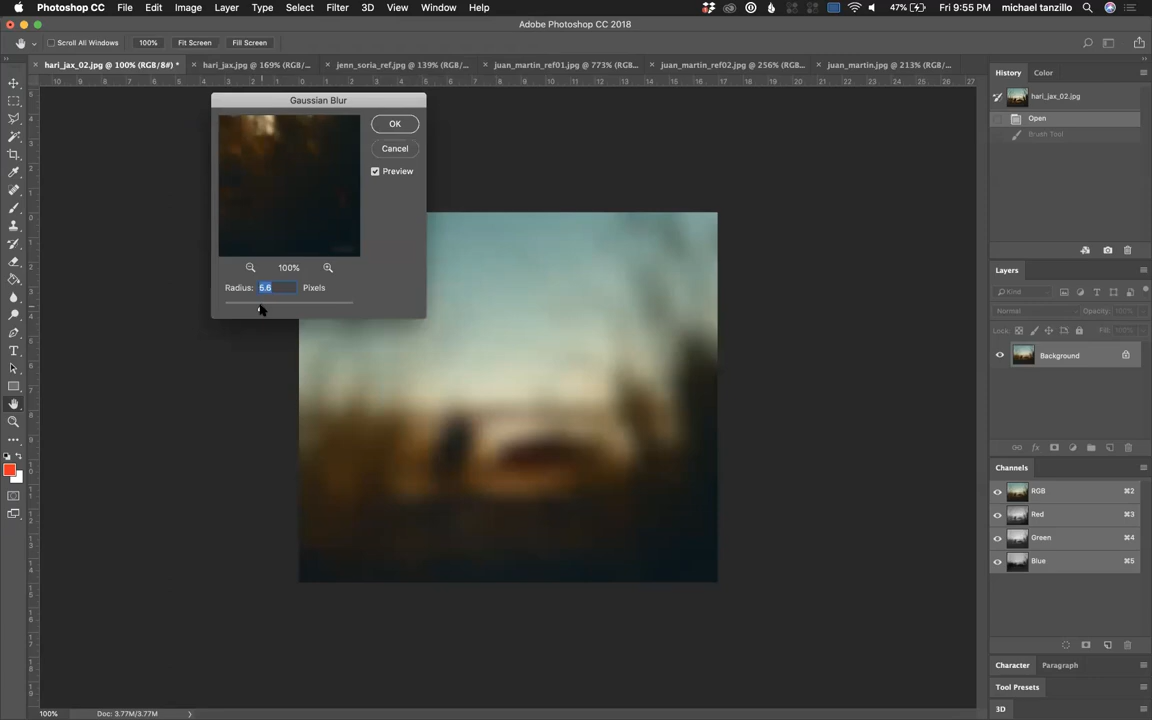 Photoshop CC File Edit Image Layer Type Select Filter 3D View Window Help 47% Fri 9:55 PM michael tanzillo
Adobe Photoshop CC 2018
Scroll All Windows 100% Fit Screen Fill Screen
hari_jax_02.jpg @ 100% (RGB/8#) * hari_jax.jpg @ 169% (RGB/... jenn_soria_ref.jpg @ 139% (RGB/... juan_martin_ref01.jpg @ 773% (RGB... juan_martin_ref02.jpg @ 256% (RGB... juan_martin.jpg @ 213% (RGB/...
Gaussian Blur
OK
Cancel
Preview
100%
Radius: 5.6 Pixels
History Color
hari_jax_02.jpg
Open
Brush Tool
Layers
Kind
Normal Opacity: 100%
Lock: Fill: 100%
Background
Channels
RGB ⌘2
Red ⌘3
Green ⌘4
Blue ⌘5
Character Paragraph
Tool Presets
3D
100% Doc: 3.77M/3.77M